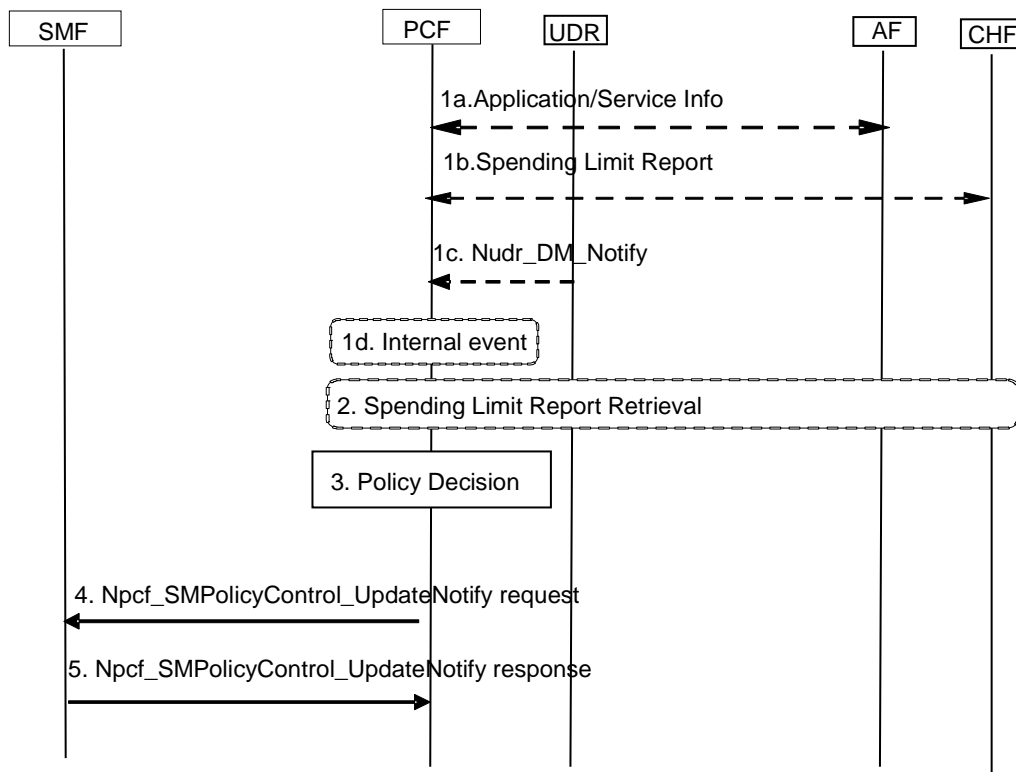 SMF
PCF
UDR
AF
CHF
1a.Application/Service Info
1b.Spending Limit Report
1c. Nudr_DM_Notify
1d. Internal event
2. Spending Limit Report Retrieval
3. Policy Decision
4. Npcf_SMPolicyControl_UpdateNotify request
5. Npcf_SMPolicyControl_UpdateNotify response